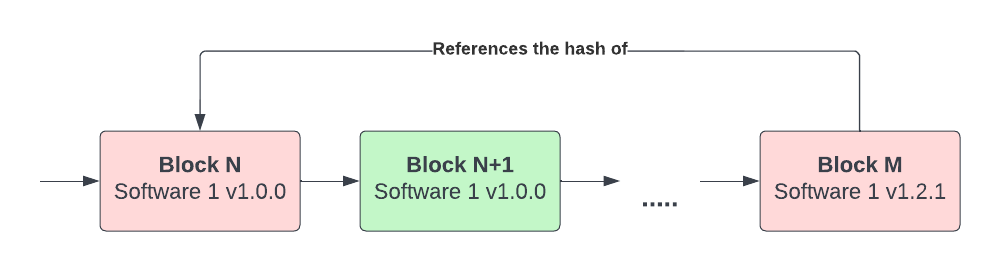 References the hash of
Block N
Software 1 v1.0.0
Block N+1
Software 1 v1.0.0
.....
Block M
Software 1 v1.2.1